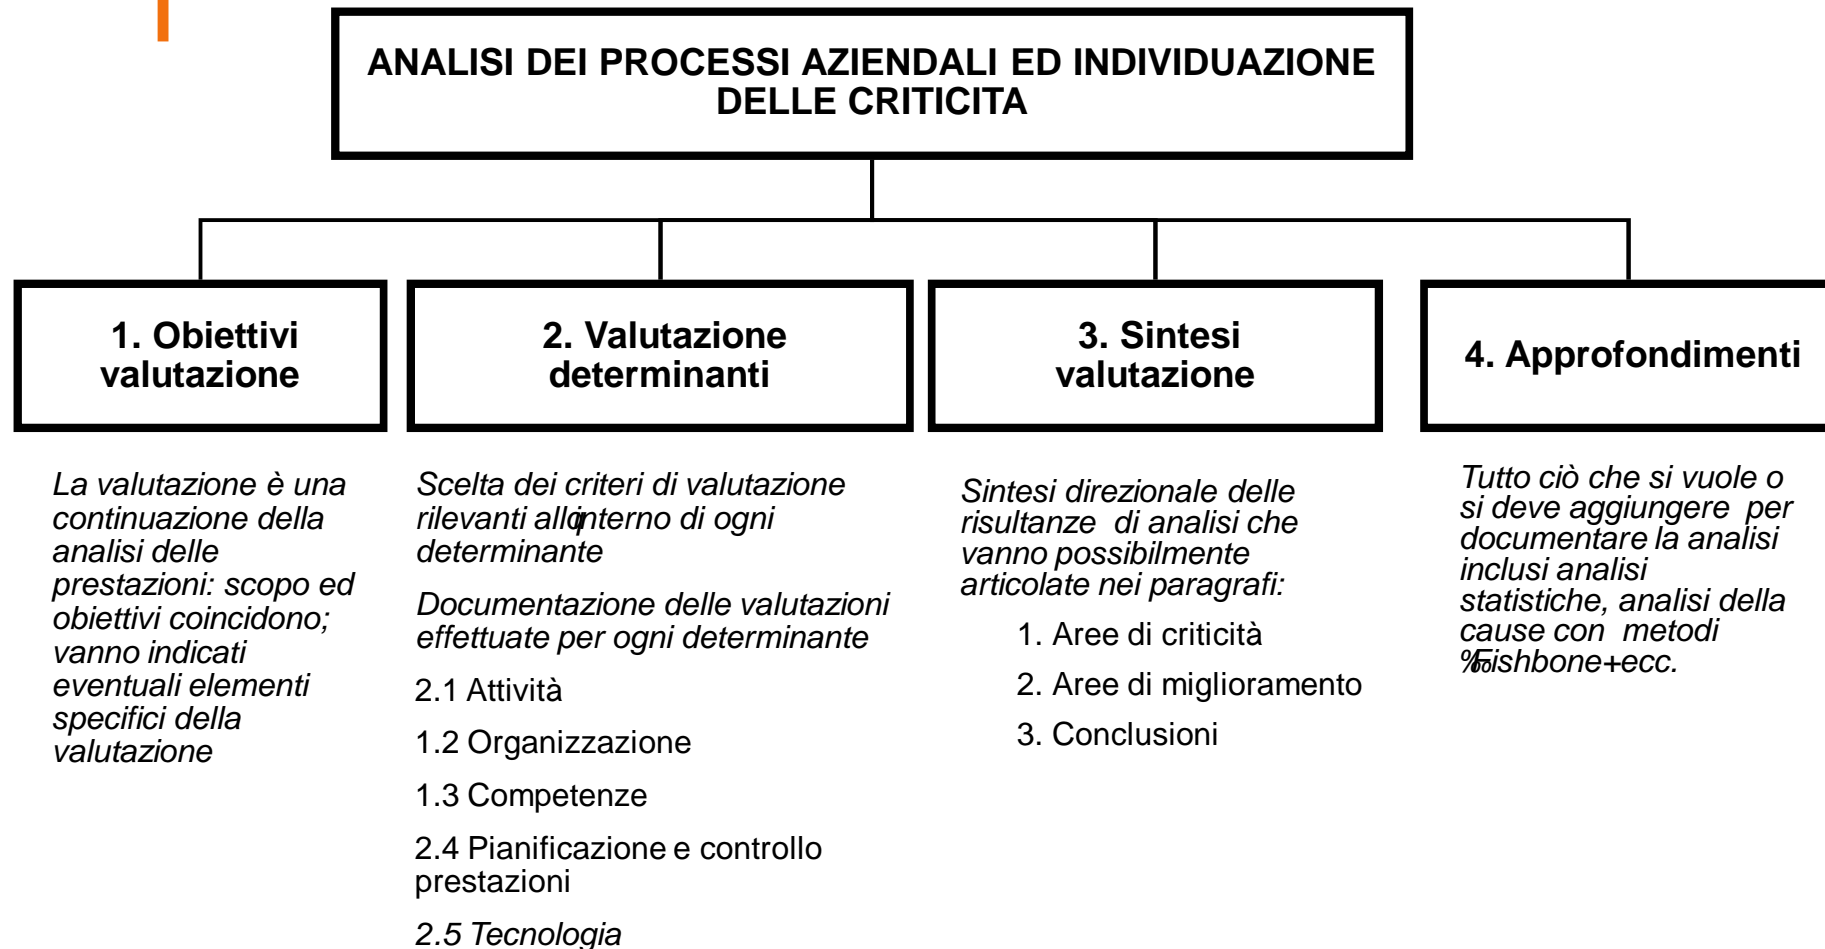 ANALISI DEI PROCESSI AZIENDALI ED INDIVIDUAZIONE
DELLE CRITICITA
1. Obiettivi
valutazione
La valutazione è una
continuazione della
analisi delle
prestazioni: scopo ed
obiettivi coincidono;
vanno indicati
eventuali elementi
specifici della
valutazione
2. Valutazione
determinanti
Scelta dei criteri di valutazione
rilevanti di ogni
determinante
Documentazione delle valutazioni
effettuate per ogni determinante
2.1 Attività
1.2 Organizzazione
1.3 Competenze
2.4 Pianificazione e controllo
prestazioni
2.5 Tecnologia
3. Sintesi
valutazione
Sintesi direzionale delle
risultanze di analisi che
vanno possibilmente
articolate nei paragrafi:
1. Aree di criticità
2. Aree di miglioramento
3. Conclusioni
4. Approfondimenti
Tutto ciò che si vuole o
si deve aggiungere per
documentare la analisi
inclusi analisi
statistiche, analisi della
cause con metodi
ecc.